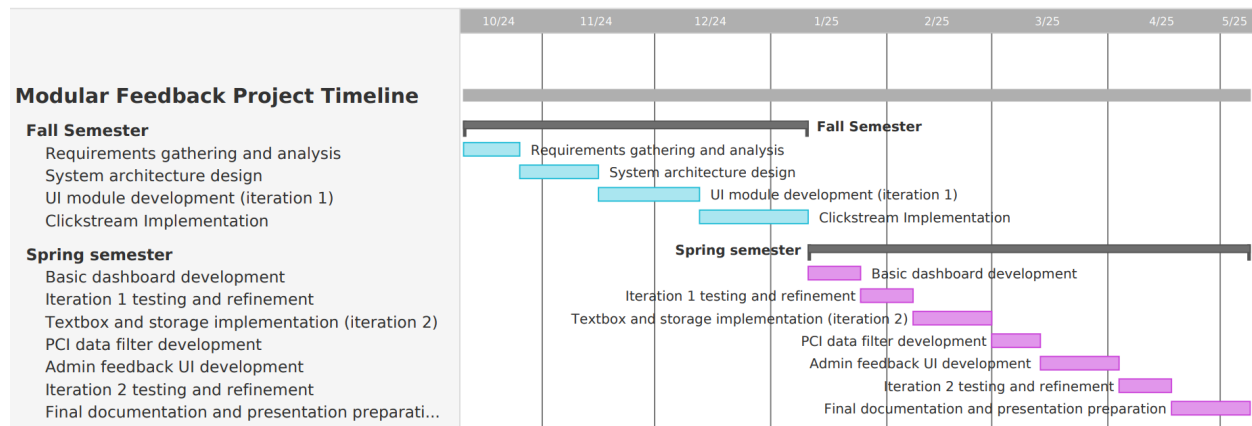 10/24 11/24 12/24 1/25 2/25 3/25 4/25 5/25
Modular Feedback Project Timeline
Fall Semester Fall Semester
Requirements gathering and analysis Requirements gathering and analysis
System architecture design System architecture design
UI module development (iteration 1) UI module development (iteration 1)
Clickstream Implementation Clickstream Implementation
Spring semester Spring semester
Basic dashboard development Basic dashboard development
Iteration 1 testing and refinement Iteration 1 testing and refinement
Textbox and storage implementation (iteration 2) Textbox and storage implementation (iteration 2)
PCI data filter development PCI data filter development
Admin feedback UI development Admin feedback UI development
Iteration 2 testing and refinement Iteration 2 testing and refinement
Final documentation and presentation preparati... Final documentation and presentation preparation